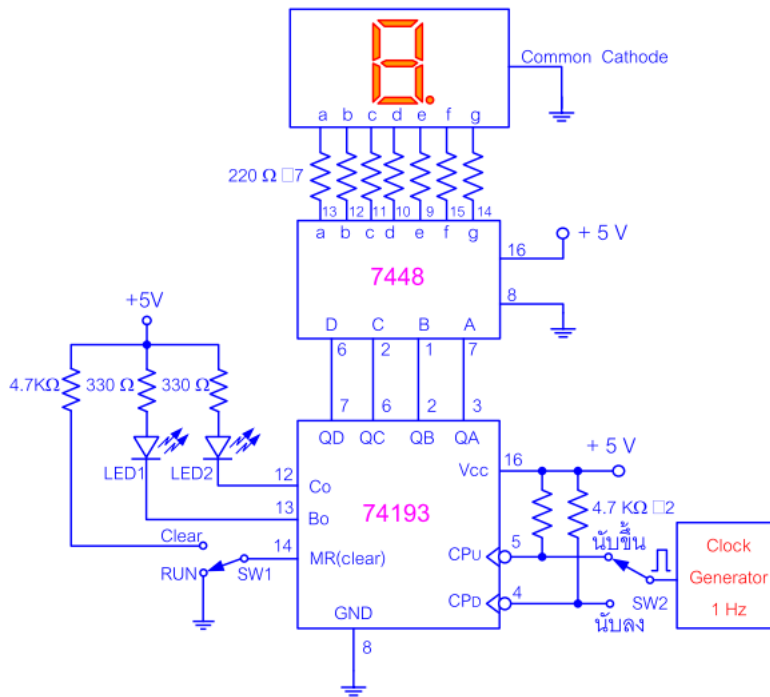 Common Cathode
a b c d e f g
220 Ω □7
13 12 11 10 9 15 14
a b c d e f g
+ 5 V
16
7448
8
D C B A
6 2 1 7
+5V
4.7KΩ 330 Ω 330 Ω
7 6 2 3
QD QC QB QA
LED1 LED2
Vcc 16
+ 5 V
12 Co
13 Bo
74193
4.7 KΩ □2
Clear
14 MR(clear)
RUN SW1
CPU 5
นับขึ้น
CPD 4
นับลง
SW2
Clock
Generator
1 Hz
GND
8